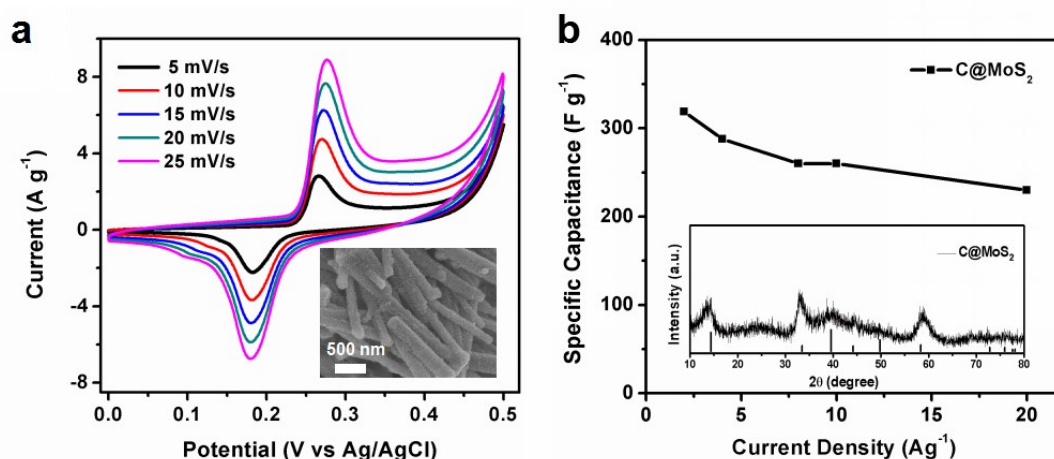 a
5 mV/s
10 mV/s
15 mV/s
20 mV/s
25 mV/s
Current (A g⁻¹)
8
4
0
-4
-8
500 nm
0.0 0.1 0.2 0.3 0.4 0.5
Potential (V vs Ag/AgCl)
b
C@MoS₂
Specific Capacitance (F g⁻¹)
400
300
200
100
0
C@MoS₂
Intensity (a.u.)
10 20 30 40 50 60 70 80
2θ (degree)
0 5 10 15 20
Current Density (Ag⁻¹)